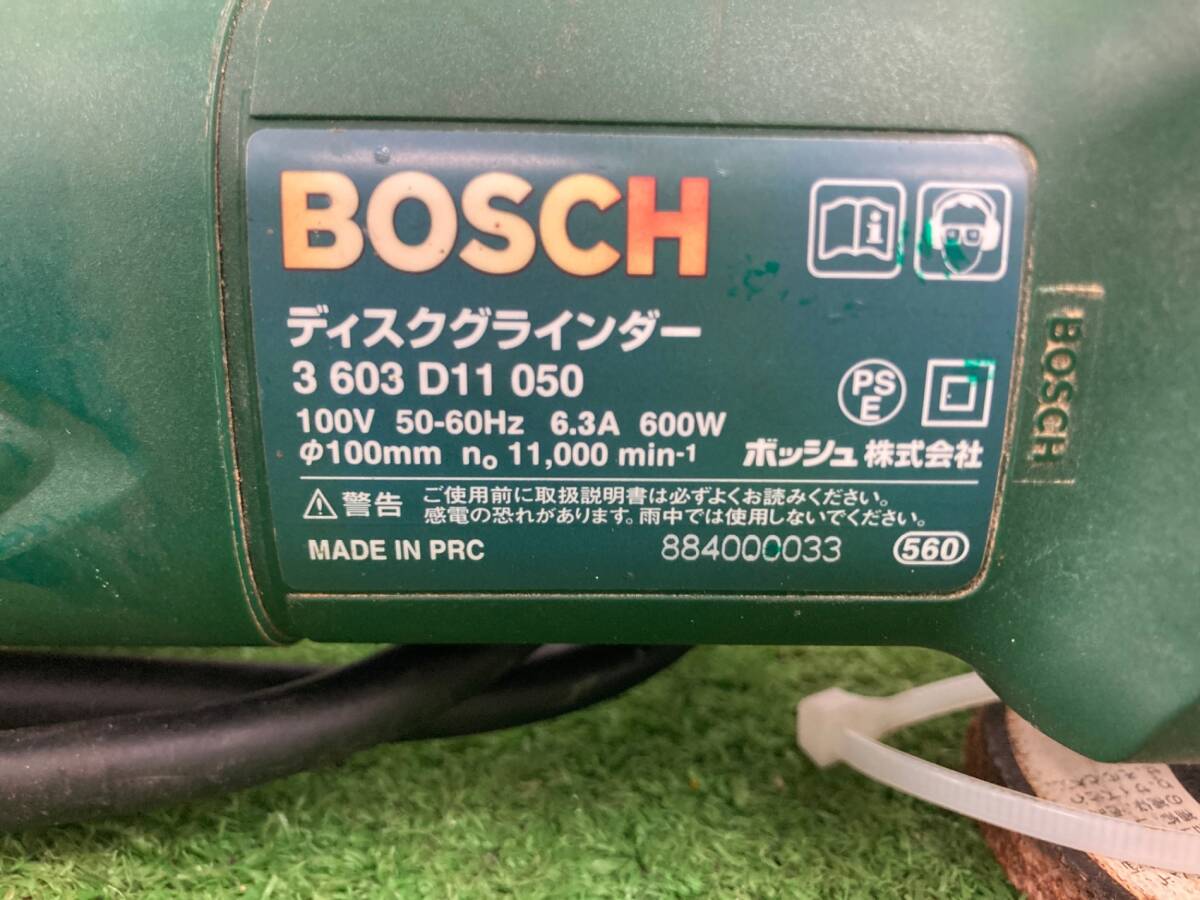 BOSCH
ディスクグラインダー
3 603 D11 050
100V 50-60Hz 6.3A 600W
φ100mm n₀ 11,000 min-1
PS
E
ボッシュ株式会社
警告 ご使用前に取扱説明書は必ずよくお読みください。
感電の恐れがあります。雨中では使用しないでください。
MADE IN PRC 884000033 560
BOSCH